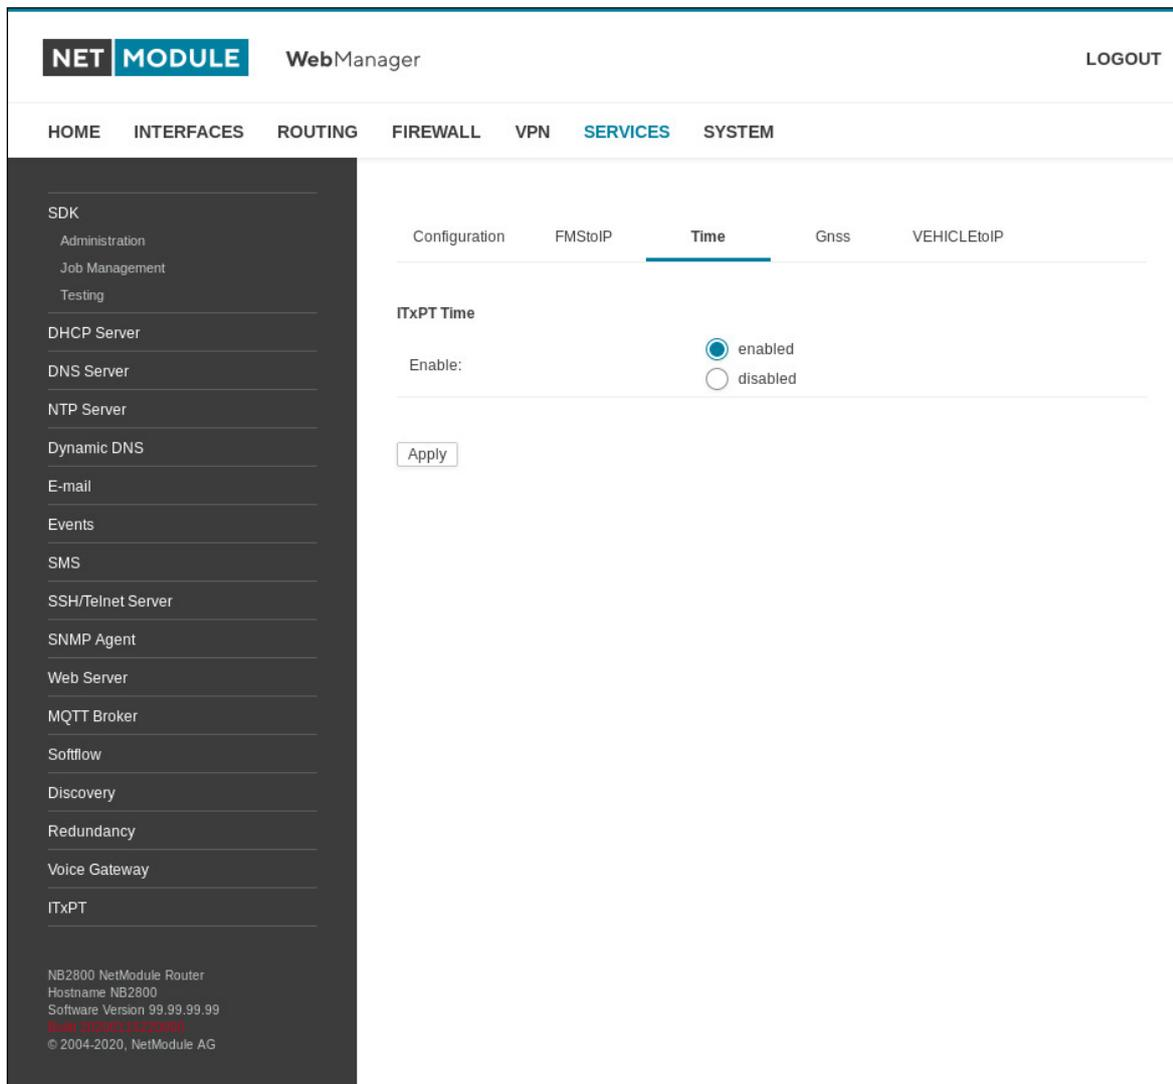 NET MODULE WebManager LOGOUT
HOME INTERFACES ROUTING FIREWALL VPN SERVICES SYSTEM
SDK
Administration
Job Management
Testing
DHCP Server
DNS Server
NTP Server
Dynamic DNS
E-mail
Events
SMS
SSH/Telnet Server
SNMP Agent
Web Server
MQTT Broker
Softflow
Discovery
Redundancy
Voice Gateway
ITxPT
NB2800 NetModule Router
Hostname NB2800
Software Version 99.99.99.99
© 2004-2020, NetModule AG
Configuration FMStoIP Time Gnss VEHICLEtoIP
ITxPT Time
Enable:
enabled
disabled
Apply